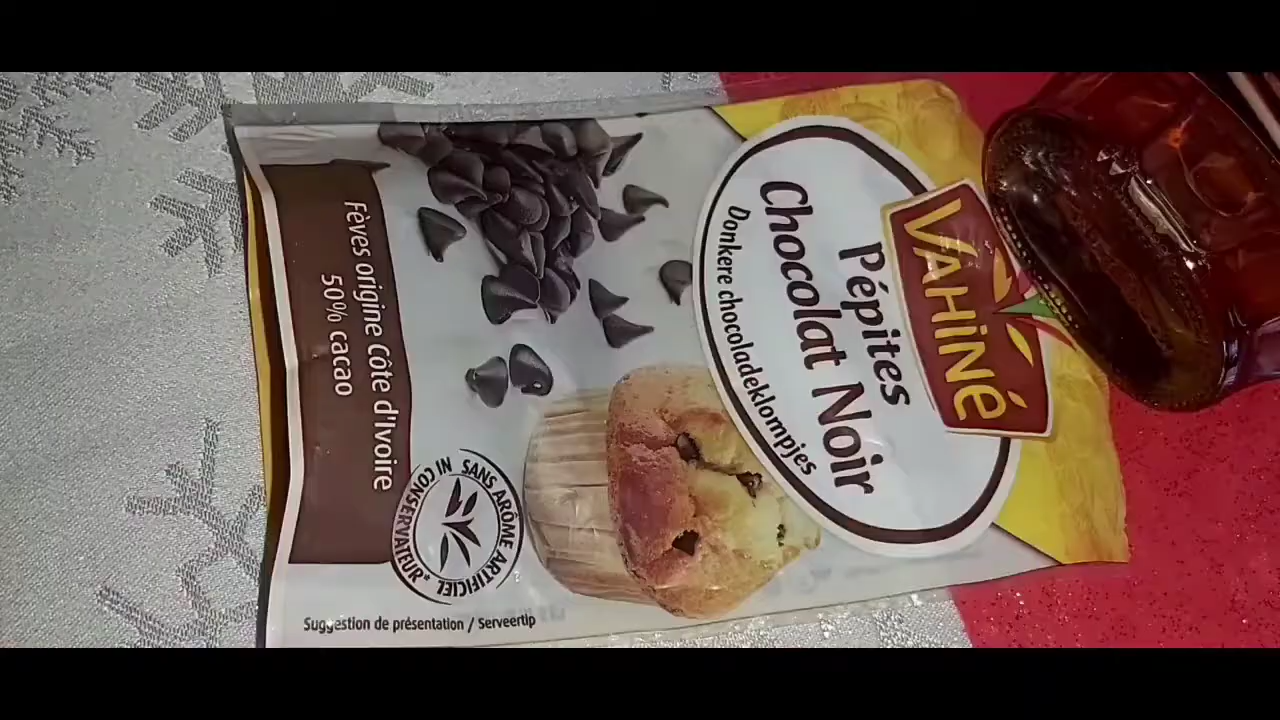 VAHiNÉ
Pépites
Chocolat Noir
Donkere chocoladeklompjes
SANS ARÔME ARTIFICIEL
NI CONSERVATEUR*
Fèves origine Côte d'Ivoire
50% cacao
Suggestion de présentation / Serveertip